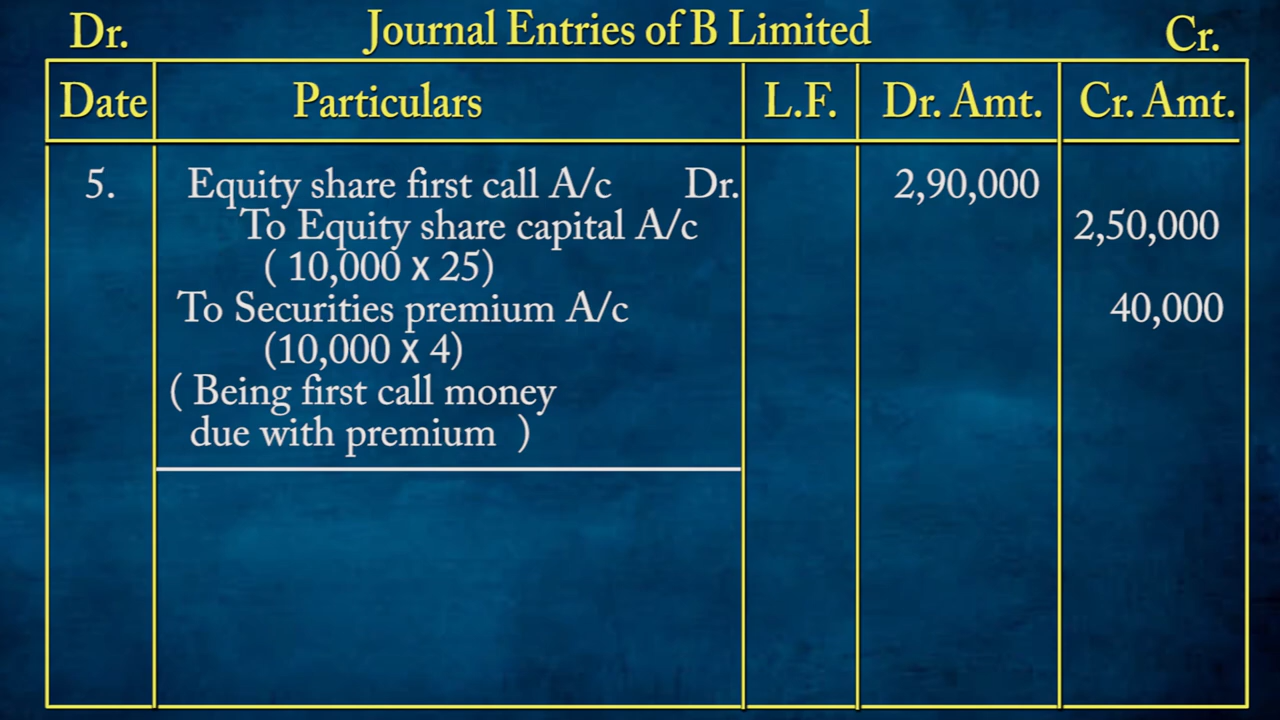 Dr. Journal Entries of B Limited Cr.
Date Particulars L.F. Dr. Amt. Cr. Amt.
5. Equity share first call A/c Dr. 2,90,000
To Equity share capital A/c 2,50,000
( 10,000 x 25)
To Securities premium A/c 40,000
(10,000 x 4)
( Being first call money
due with premium )